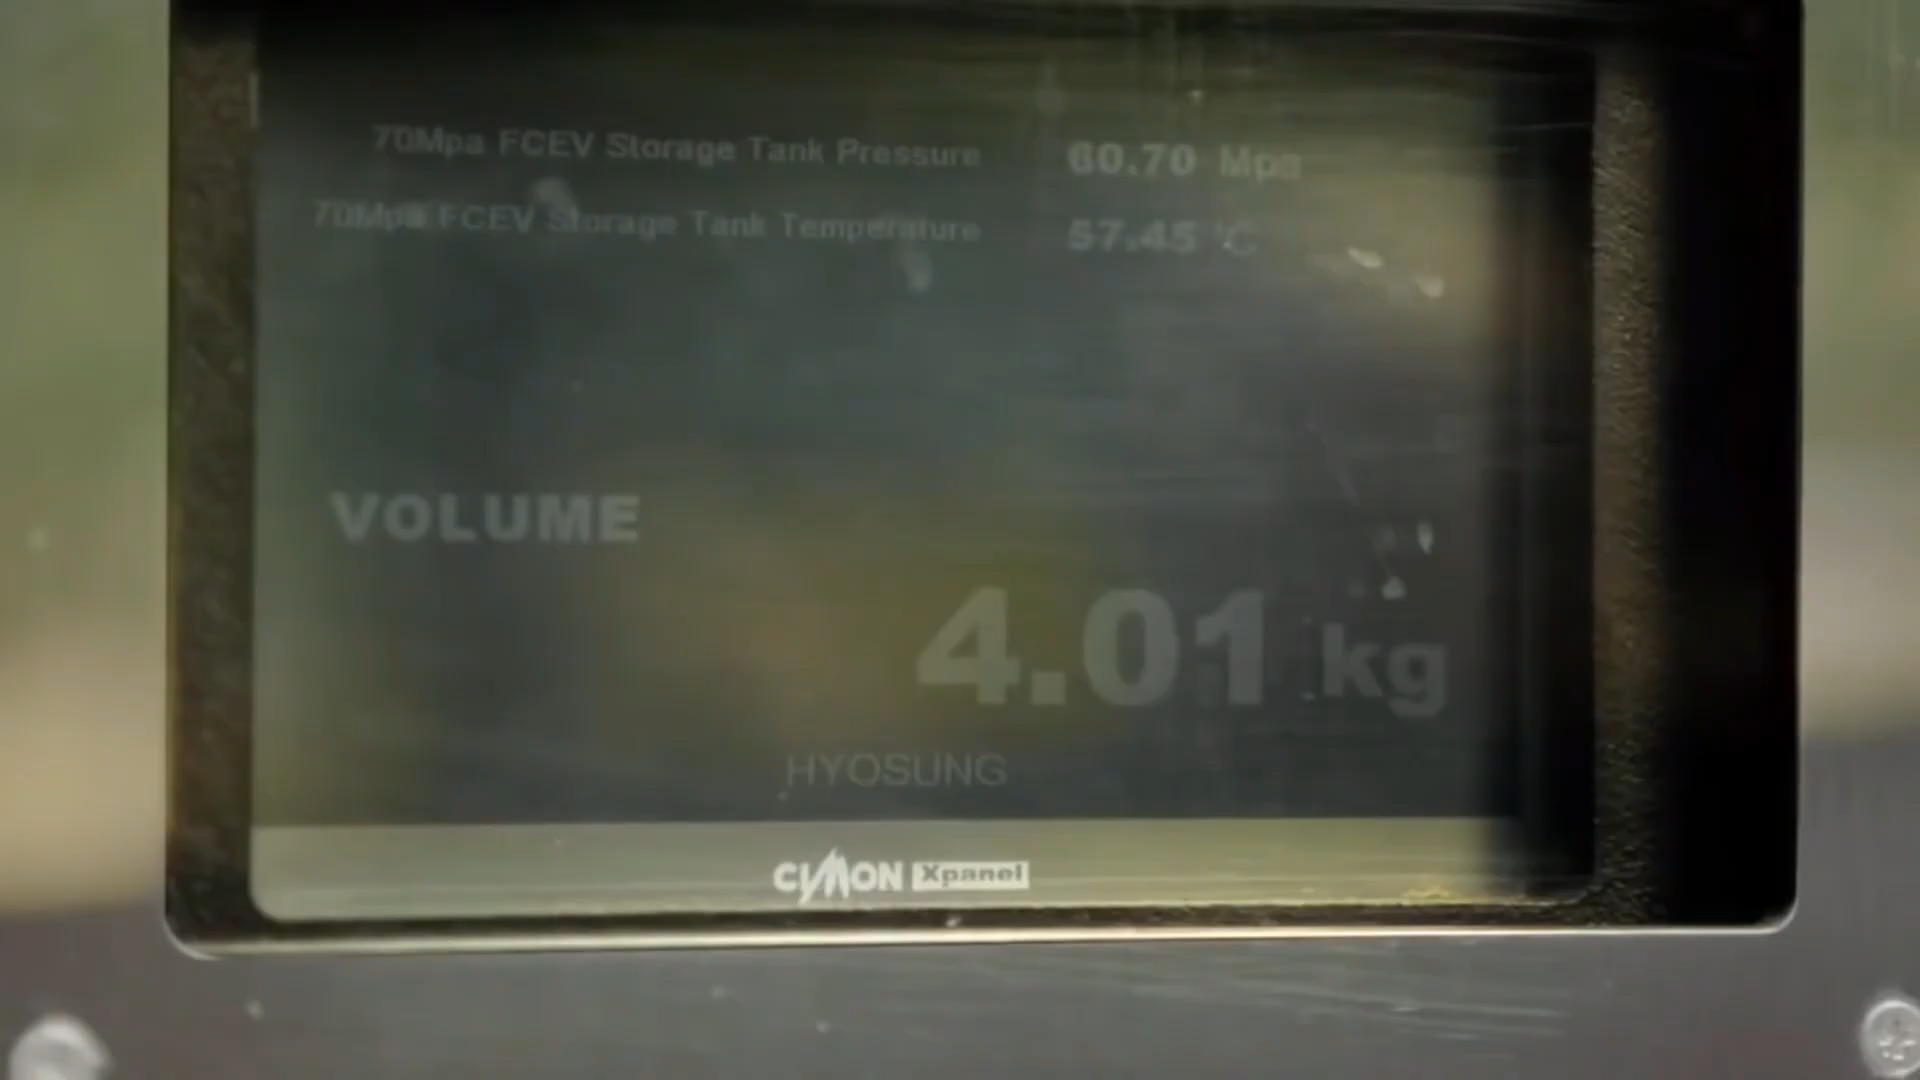 70Mpa FCEV Storage Tank Pressure 60.70 Mpa
70Mpa FCEV Storage Tank Temperature 57.45 ℃
VOLUME
4.01 kg
HYOSUNG
CIMON Xpanel